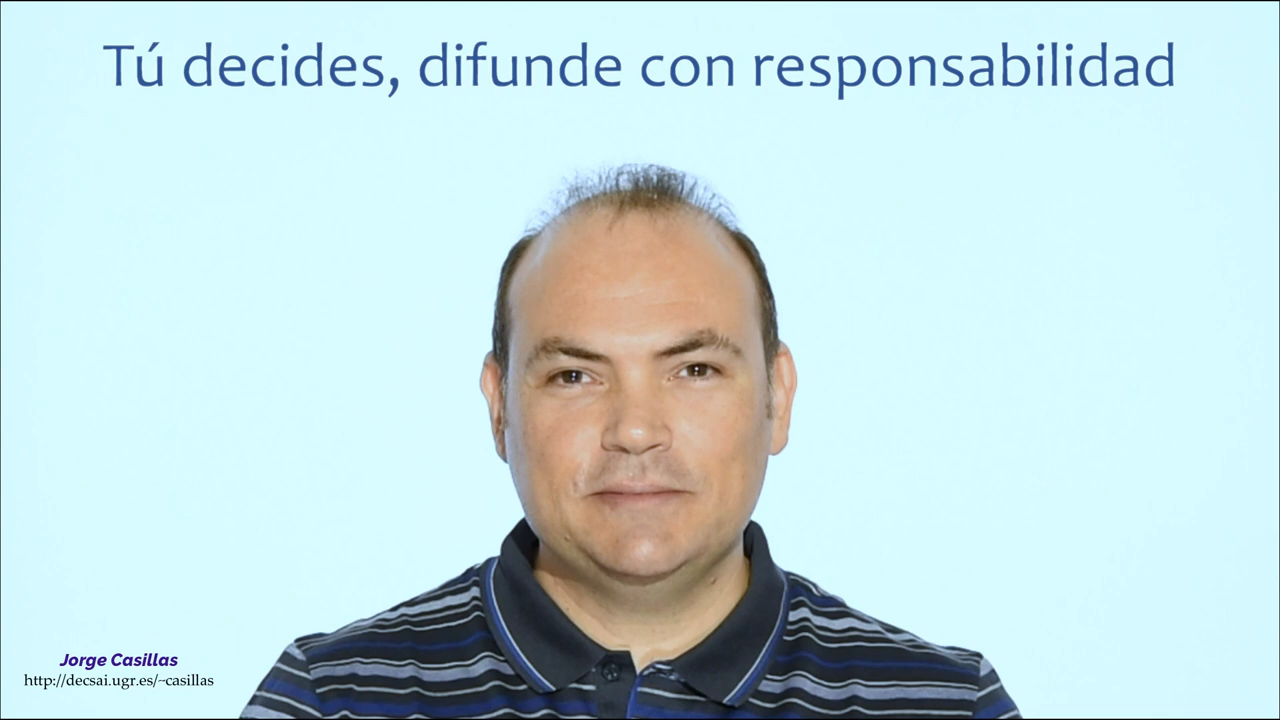 Tú decides, difunde con responsabilidad
Jorge Casillas
http://decsai.ugr.es/~casillas